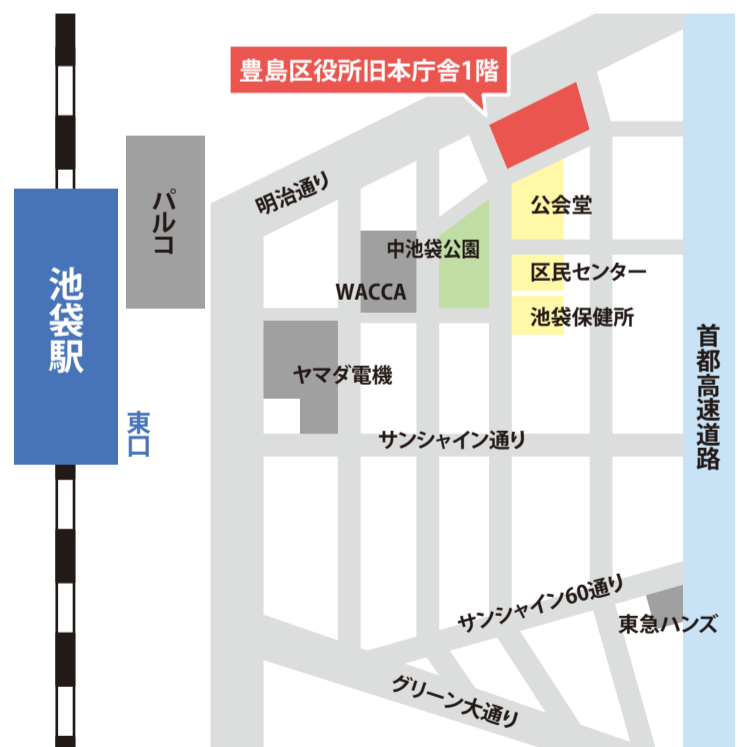 豊島区役所旧本庁舎1階
明治通り
パルコ
公会堂
中池袋公園
区民センター
WACCA
池袋保健所
池袋駅
ヤマダ電機
首都高速道路
東口
サンシャイン通り
サンシャイン60通り
東急ハンズ
グリーン大通り